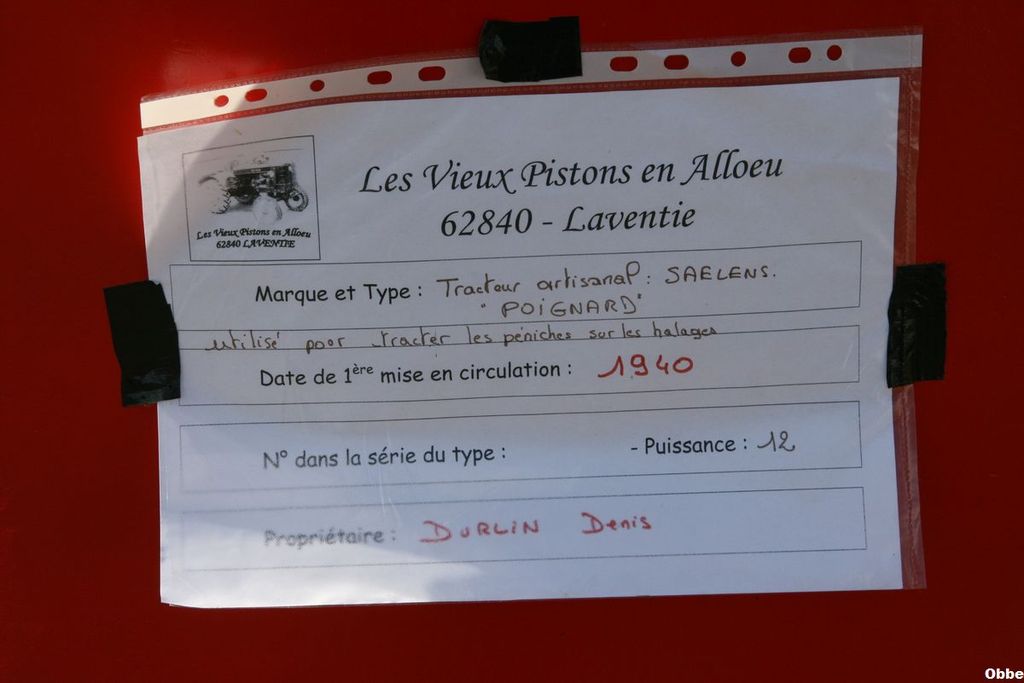 Les Vieux Pistons en Alloeu
62840 - Laventie
Les Vieux Pistons en Alloeu
62840 LAVENTIE
Marque et Type : Tracteur artisanal : SAELENS.
"POIGNARD"
utilisé pour tracter les péniches sur les halages
Date de 1ère mise en circulation : 1940
N° dans la série du type : - Puissance : 12
Propriétaire : DURLIN Denis
Obbe